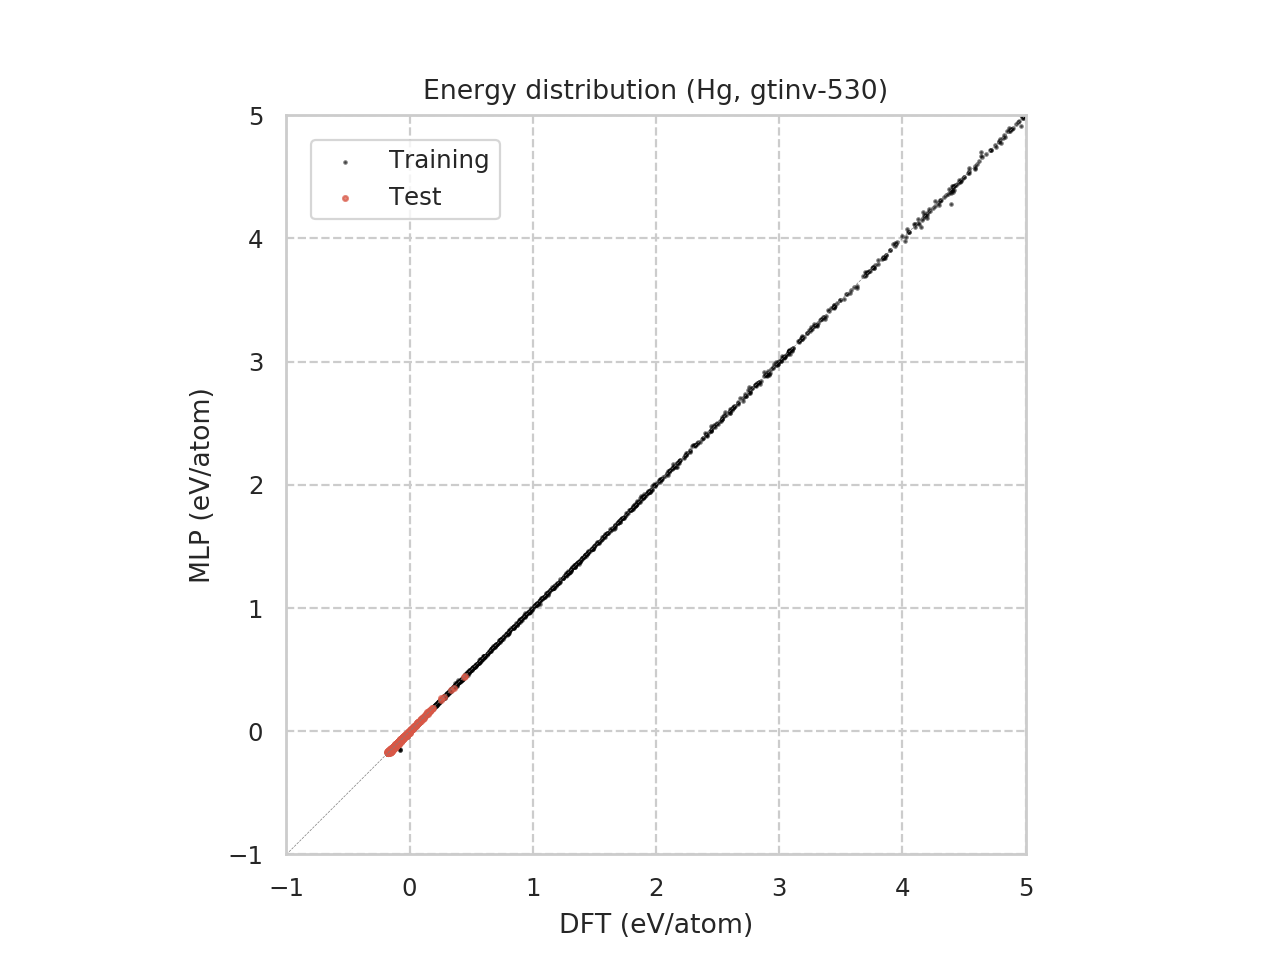 Energy distribution (Hg, gtinv-530)
Training
Test
5
4
3
2
1
0
−1
MLP (eV/atom)
−1 0 1 2 3 4 5
DFT (eV/atom)